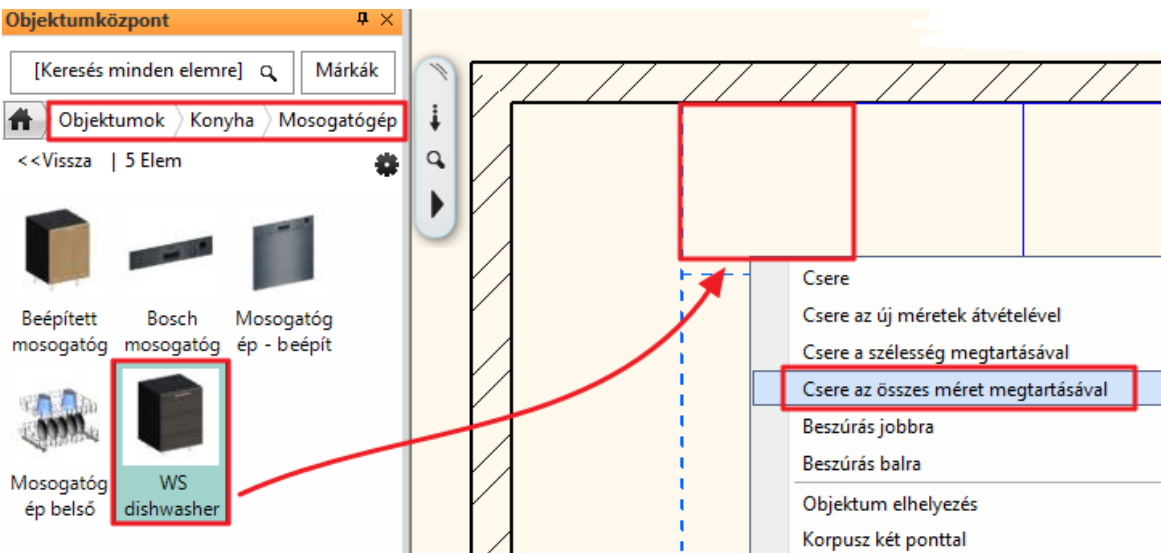 Objektumközpont
[Keresés minden elemre]
Márkák
Objektumok
Konyha
Mosogatógép
<<Vissza | 5 Elem
Beépített
mosogatóg
Bosch
mosogatóg
Mosogatóg
ép - beépít
Mosogatóg
ép belső
WS
dishwasher
Csere
Csere az új méretek átvételével
Csere a szélesség megtartásával
Csere az összes méret megtartásával
Beszúrás jobbra
Beszúrás balra
Objektum elhelyezés
Korpusz két ponttal